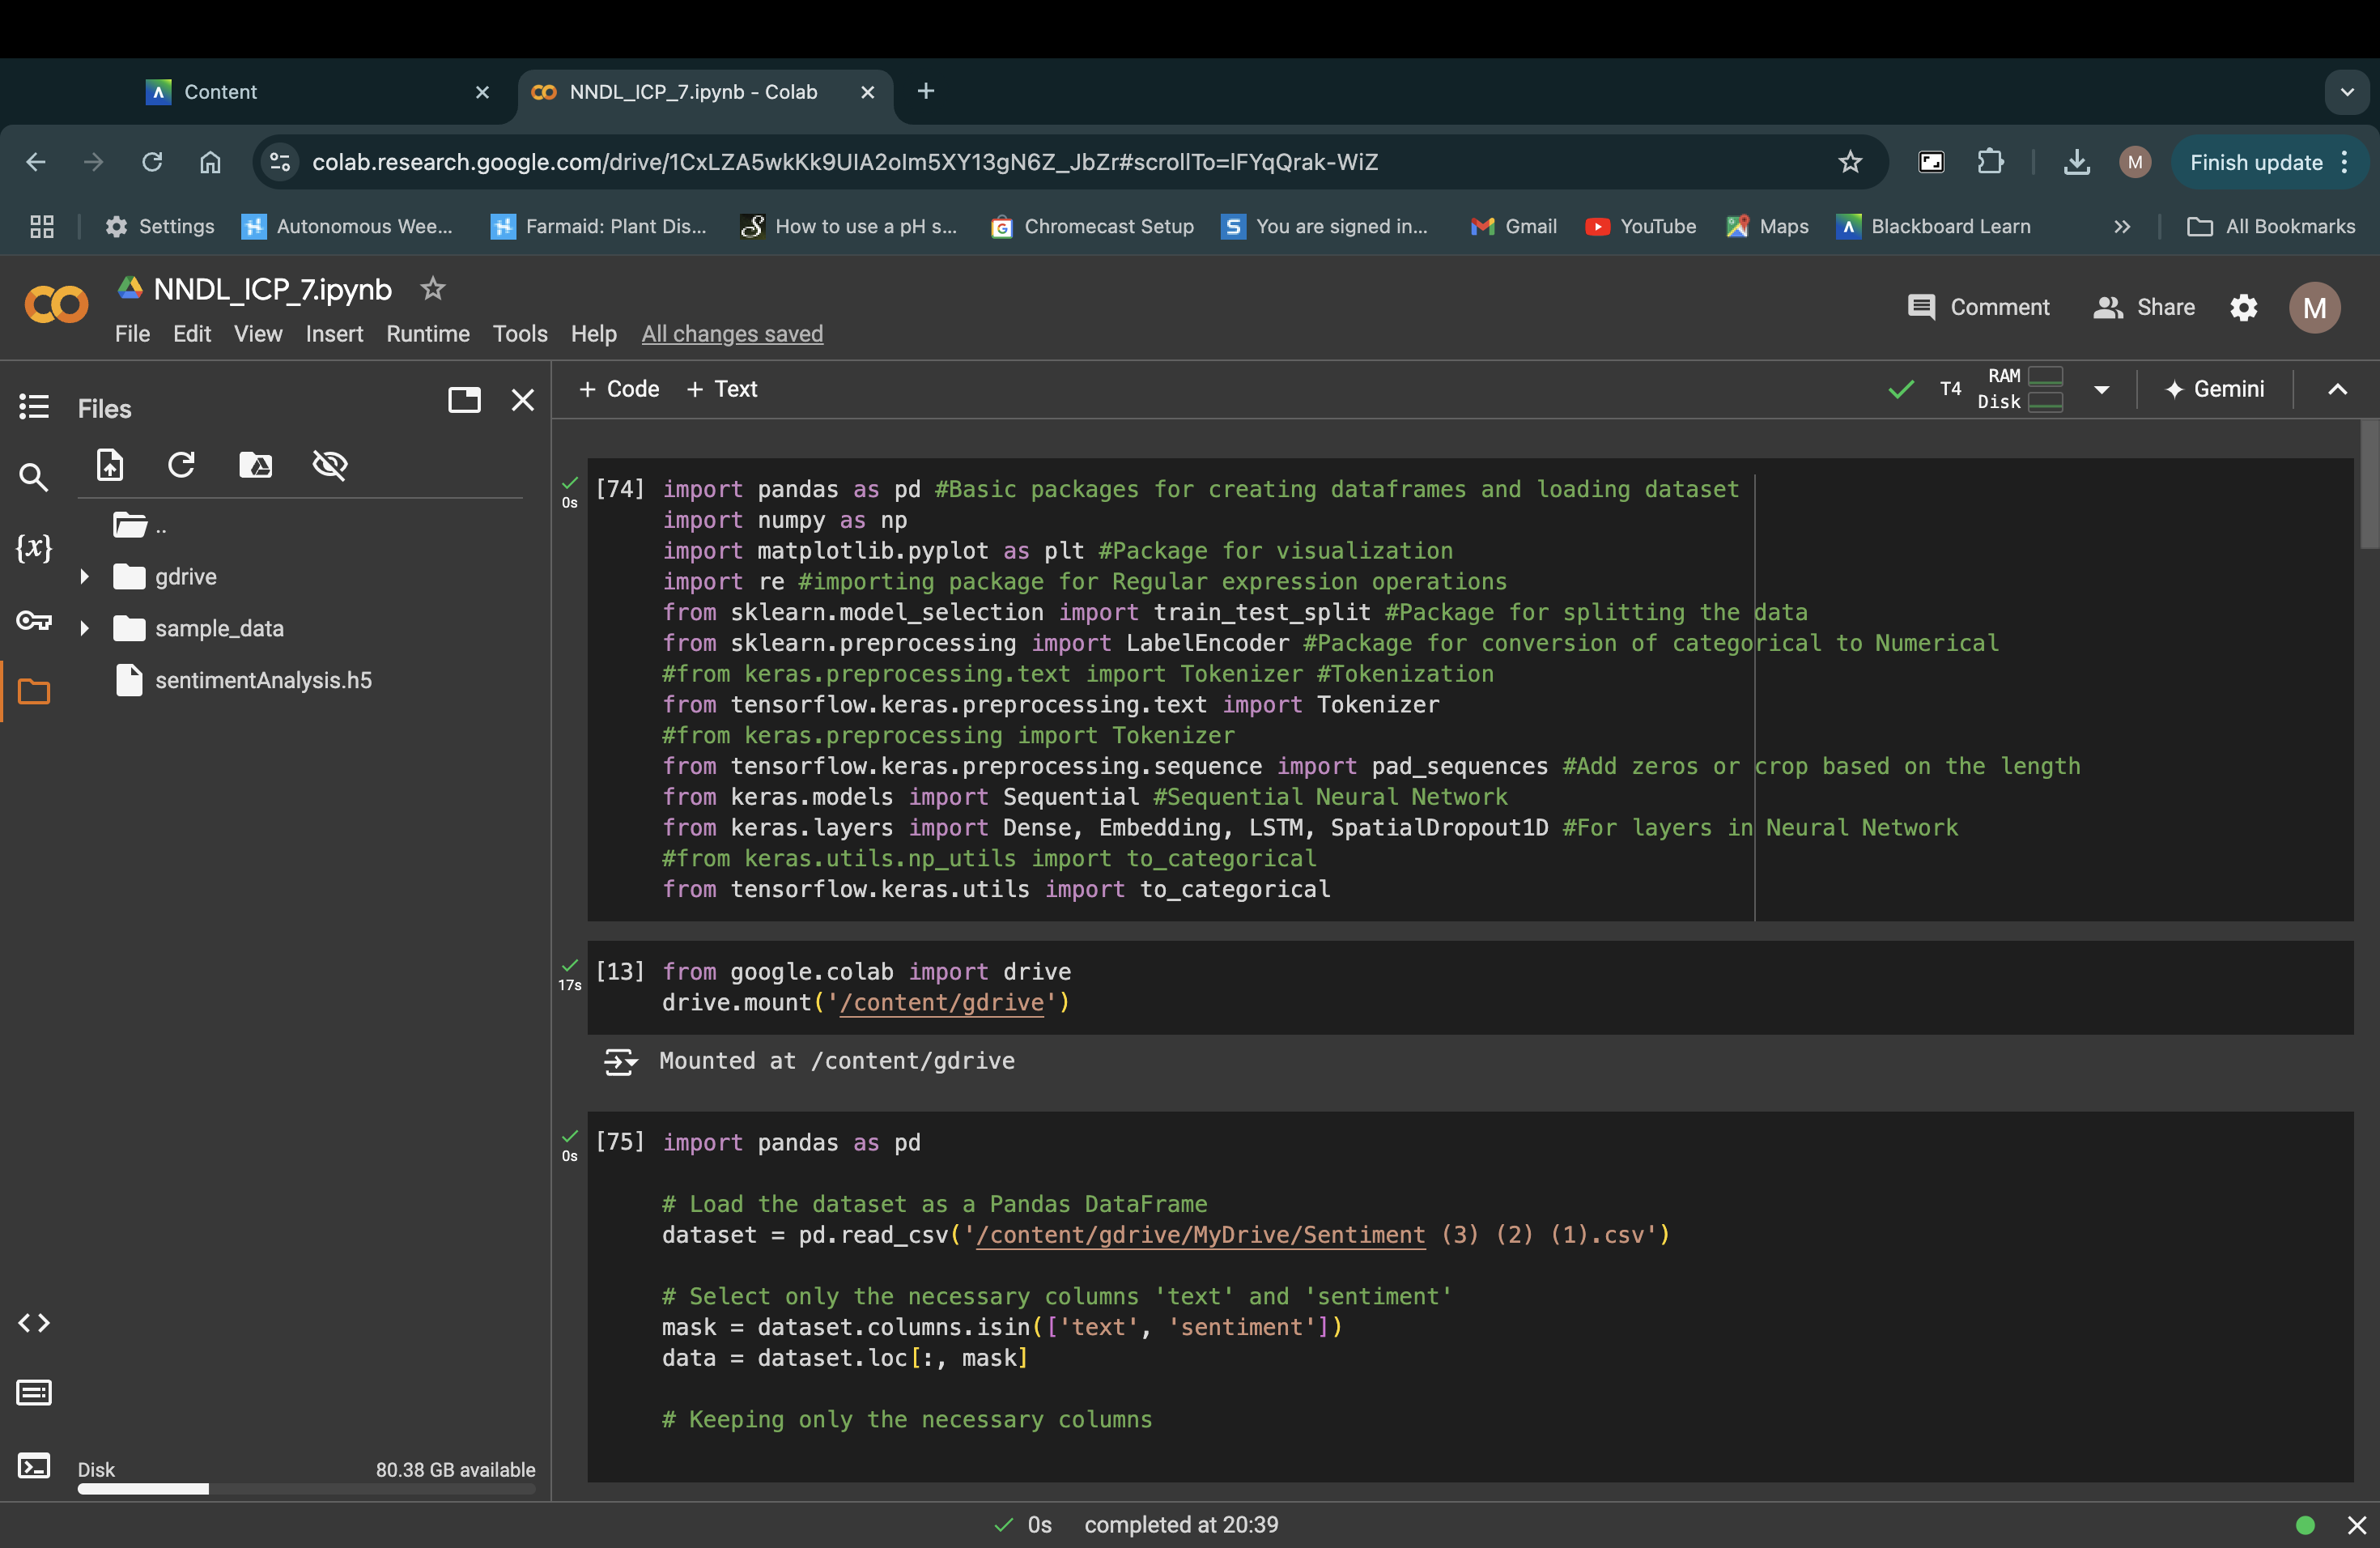 Content
NNDL_ICP_7.ipynb - Colab
colab.research.google.com/drive/1CxLZA5wkKk9UIA2oIm5XY13gN6Z_JbZr#scrollTo=lFYqQrak-WiZ
M
Finish update
Settings
Autonomous Wee...
Farmaid: Plant Dis...
How to use a pH s...
Chromecast Setup
You are signed in...
Gmail
YouTube
Maps
Blackboard Learn
All Bookmarks
NNDL_ICP_7.ipynb
Comment
Share
M
File Edit View Insert Runtime Tools Help All changes saved
Files
+ Code + Text
T4
RAM
Disk
Gemini
..
gdrive
sample_data
sentimentAnalysis.h5
Disk 80.38 GB available
0s
[74] import pandas as pd #Basic packages for creating dataframes and loading dataset
import numpy as np
import matplotlib.pyplot as plt #Package for visualization
import re #importing package for Regular expression operations
from sklearn.model_selection import train_test_split #Package for splitting the data
from sklearn.preprocessing import LabelEncoder #Package for conversion of categorical to Numerical
#from keras.preprocessing.text import Tokenizer #Tokenization
from tensorflow.keras.preprocessing.text import Tokenizer
#from keras.preprocessing import Tokenizer
from tensorflow.keras.preprocessing.sequence import pad_sequences #Add zeros or crop based on the length
from keras.models import Sequential #Sequential Neural Network
from keras.layers import Dense, Embedding, LSTM, SpatialDropout1D #For layers in Neural Network
#from keras.utils.np_utils import to_categorical
from tensorflow.keras.utils import to_categorical
17s
[13] from google.colab import drive
drive.mount('/content/gdrive')
Mounted at /content/gdrive
0s
[75] import pandas as pd
# Load the dataset as a Pandas DataFrame
dataset = pd.read_csv('/content/gdrive/MyDrive/Sentiment (3) (2) (1).csv')
# Select only the necessary columns 'text' and 'sentiment'
mask = dataset.columns.isin(['text', 'sentiment'])
data = dataset.loc[:, mask]
# Keeping only the necessary columns
0s completed at 20:39